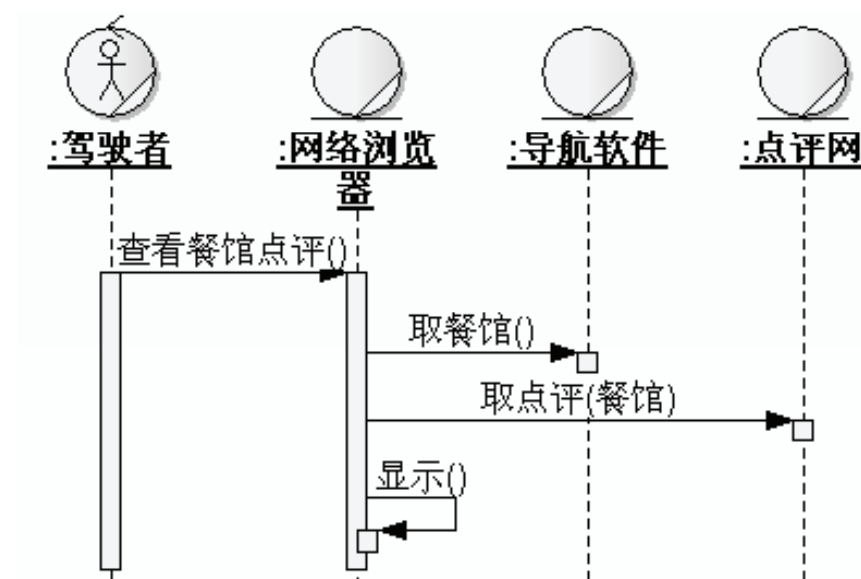 :驾驶者
:网络浏览
器
:导航软件
:点评网
查看餐馆点评()
取餐馆()
取点评(餐馆)
显示()